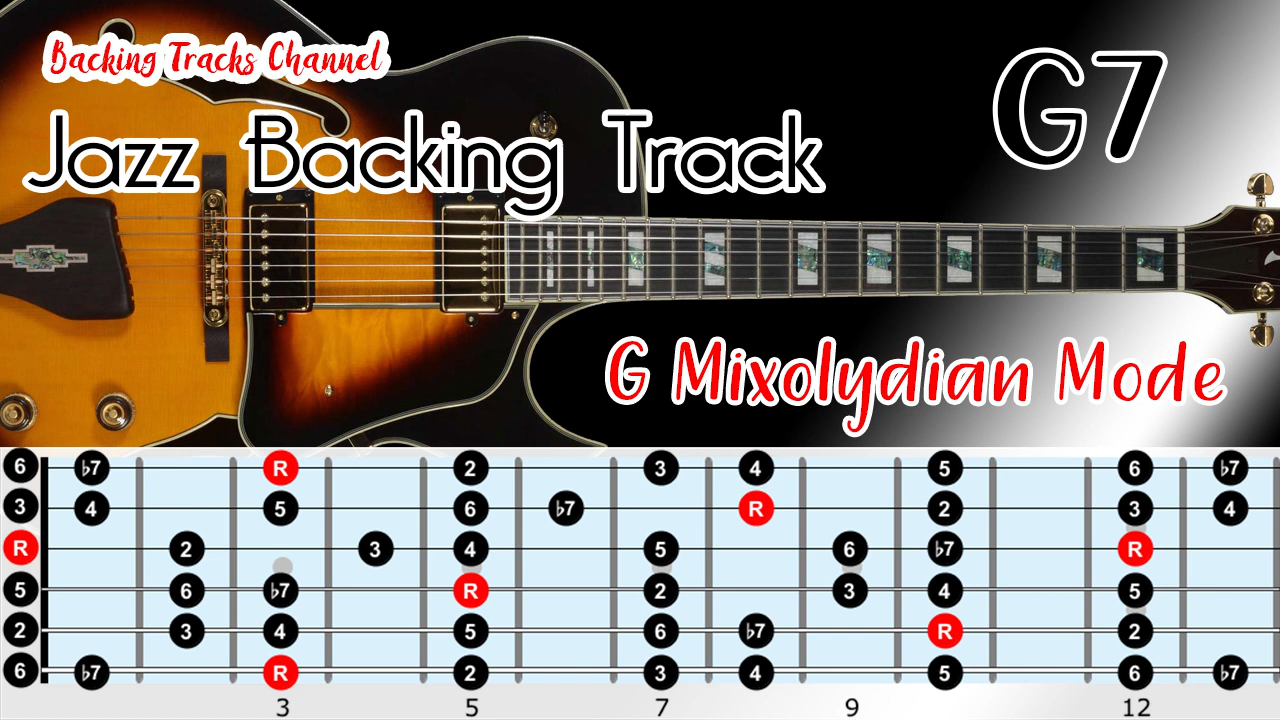 Backing Tracks Channel
Jazz Backing Track
G7
G Mixolydian Mode
6 ♭7 R 2 3 4 5 6 ♭7
3 4 5 6 ♭7 R 2 3 4
R 2 3 4 5 6 ♭7 R
5 6 ♭7 R 2 3 4 5
2 3 4 5 6 ♭7 R 2
6 ♭7 R 2 3 4 5 6 ♭7
3 5 7 9 12